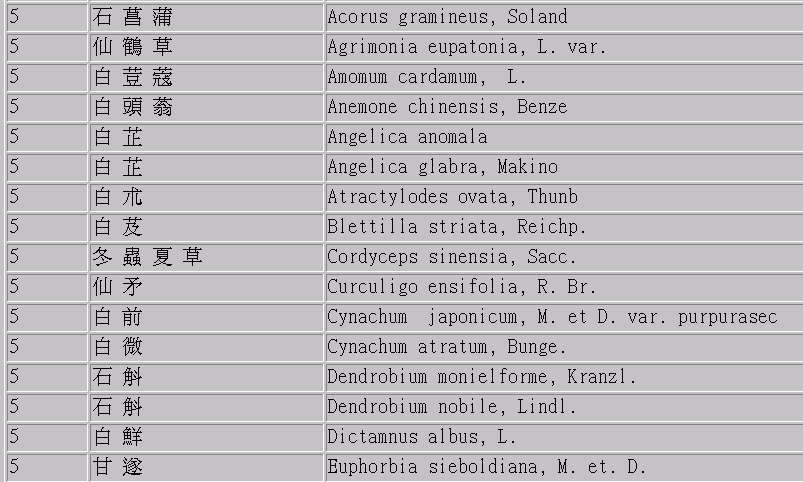 5 石 菖 蒲 Acorus gramineus, Soland
5 仙 鶴 草 Agrimonia eupatonia, L. var.
5 白 荳 蔻 Amomum cardamum, L.
5 白 頭 蓊 Anemone chinensis, Benze
5 白 芷 Angelica anomala
5 白 芷 Angelica glabra, Makino
5 白 朮 Atractylodes ovata, Thunb
5 白 芨 Blettilla striata, Reichp.
5 冬 蟲 夏 草 Cordyceps sinensia, Sacc.
5 仙 矛 Curculigo ensifolia, R. Br.
5 白 前 Cynachum japonicum, M. et D. var. purpurasec
5 白 微 Cynachum atratum, Bunge.
5 石 斛 Dendrobium monielforme, Kranzl.
5 石 斛 Dendrobium nobile, Lindl.
5 白 鮮 Dictamnus albus, L.
5 甘 遂 Euphorbia sieboldiana, M. et. D.